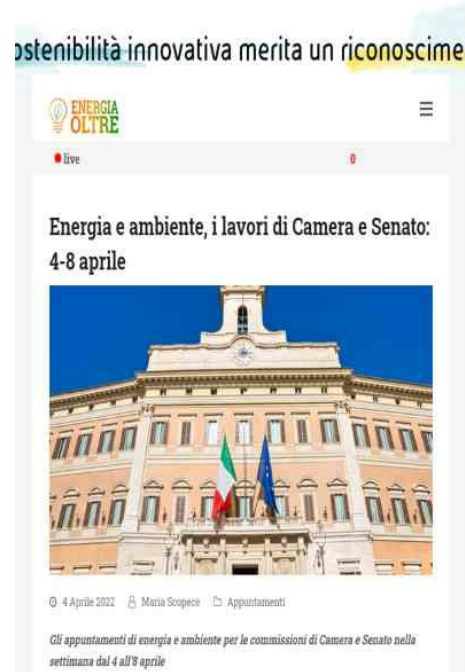 ostenibilità innovativa merita un riconoscime
ENERGIA
OLTRE
live
0
Energia e ambiente, i lavori di Camera e Senato:
4-8 aprile
4 Aprile 2022 Maria Scopece Appuntamenti
Gli appuntamenti di energia e ambiente per le commissioni di Camera e Senato nella
settimana dal 4 all'8 aprile